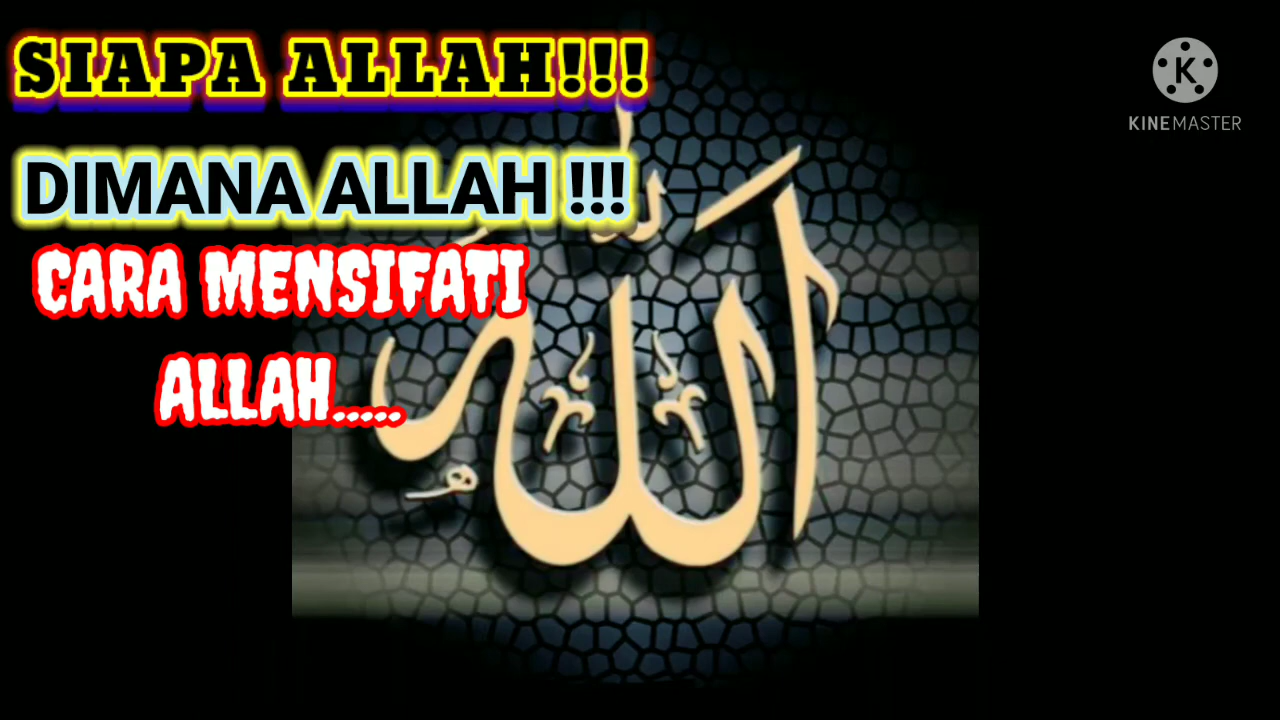 SIAPA ALLAH!!!
DIMANA ALLAH !!!
CARA MENSIFATI
ALLAH.....
الله
K
KINEMASTER